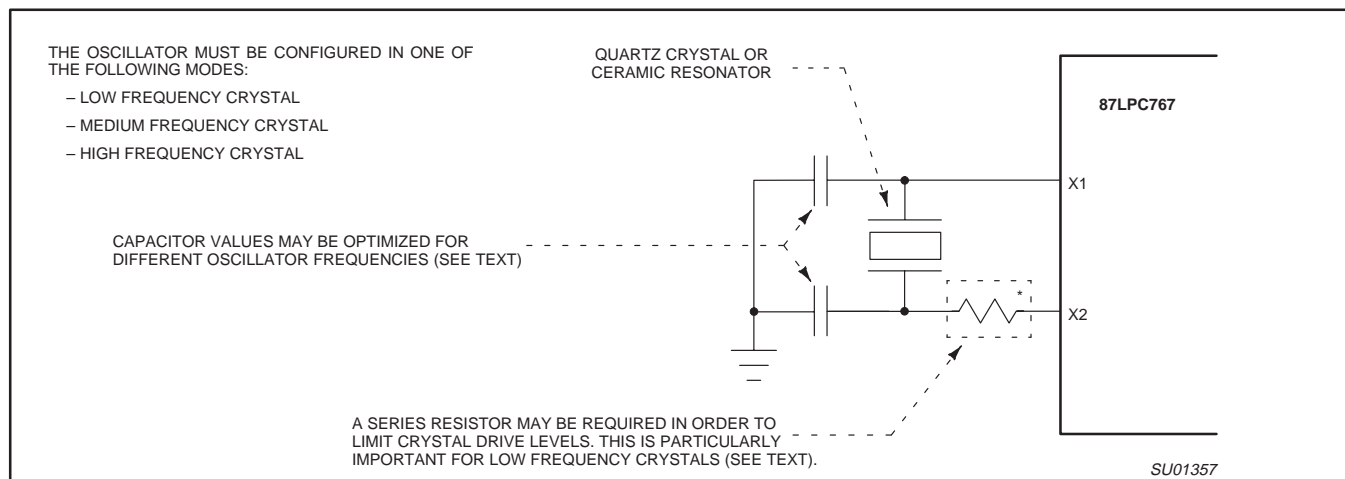 THE OSCILLATOR MUST BE CONFIGURED IN ONE OF
THE FOLLOWING MODES:
– LOW FREQUENCY CRYSTAL
– MEDIUM FREQUENCY CRYSTAL
– HIGH FREQUENCY CRYSTAL
QUARTZ CRYSTAL OR
CERAMIC RESONATOR
87LPC767
X1
CAPACITOR VALUES MAY BE OPTIMIZED FOR
DIFFERENT OSCILLATOR FREQUENCIES (SEE TEXT)
*
X2
A SERIES RESISTOR MAY BE REQUIRED IN ORDER TO
LIMIT CRYSTAL DRIVE LEVELS. THIS IS PARTICULARLY
IMPORTANT FOR LOW FREQUENCY CRYSTALS (SEE TEXT).
SU01357